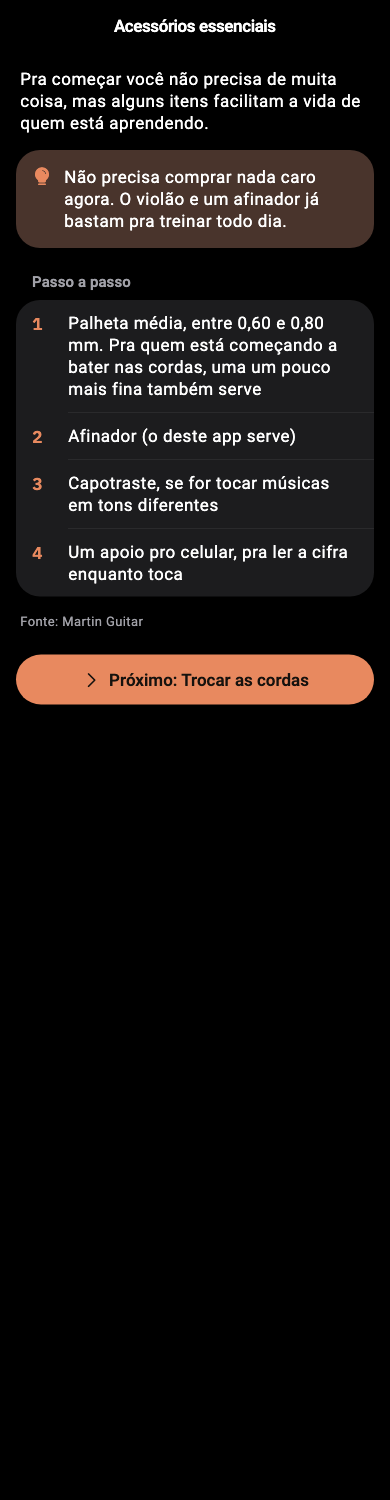 Acessórios essenciais
Pra começar você não precisa de muita
coisa, mas alguns itens facilitam a vida de
quem está aprendendo.
Não precisa comprar nada caro
agora. O violão e um afinador já
bastam pra treinar todo dia.
Passo a passo
1 Palheta média, entre 0,60 e 0,80
mm. Pra quem está começando a
bater nas cordas, uma um pouco
mais fina também serve
2 Afinador (o deste app serve)
3 Capotraste, se for tocar músicas
em tons diferentes
4 Um apoio pro celular, pra ler a cifra
enquanto toca
Fonte: Martin Guitar
Próximo: Trocar as cordas